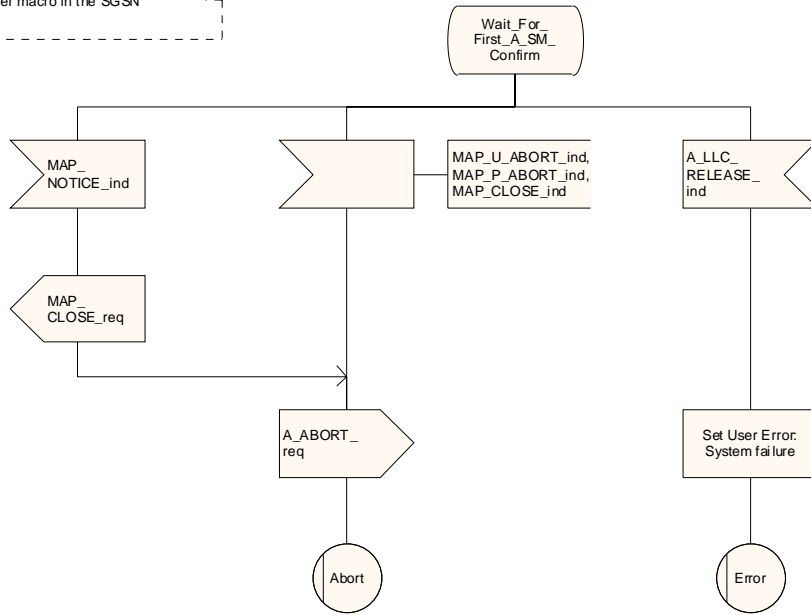 er macro in the SGSN
Wait_For_
First_A_SM_
Confirm
MAP_
NOTICE_ind
MAP_U_ABORT_ind,
MAP_P_ABORT_ind,
MAP_CLOSE_ind
A_LLC_
RELEASE_
ind
MAP_
CLOSE_req
A_ABORT_
req
Set User Error:
System failure
Abort
Error